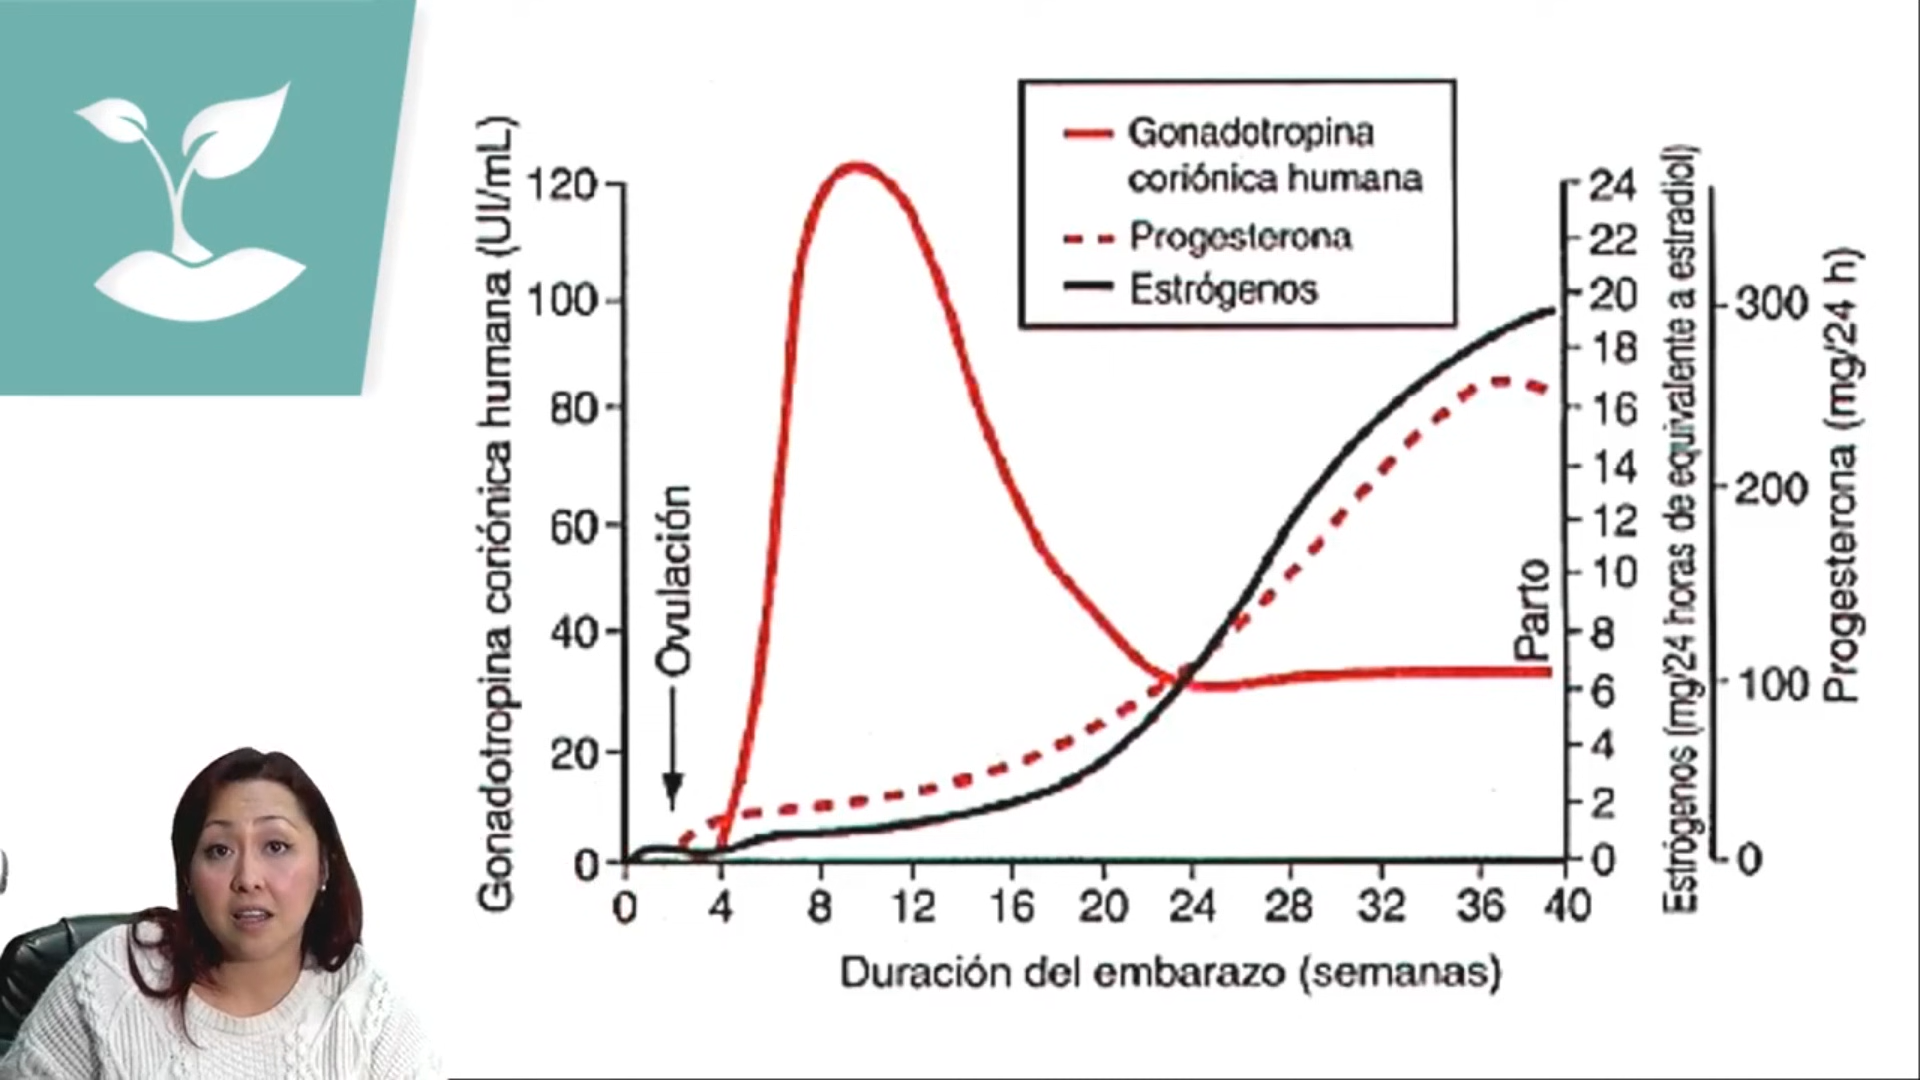 Gonadotropina
coriónica humana
Progesterona
Estrógenos
Gonadotropina coriónica humana (UI/mL)
120
100
80
60
40
20
0
Ovulación
Parto
24
22
20
18
16
14
12
10
8
6
4
2
0
Estrógenos (mg/24 horas de equivalente a estradiol)
300
200
100
0
Progesterona (mg/24 h)
0 4 8 12 16 20 24 28 32 36 40
Duración del embarazo (semanas)